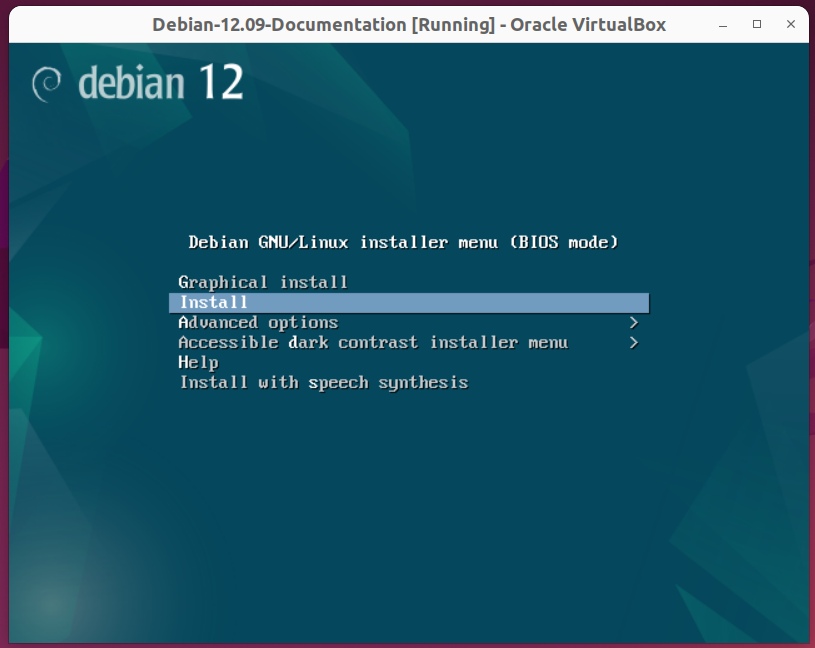 Debian-12.09-Documentation [Running] - Oracle VirtualBox
debian 12
Debian GNU/Linux installer menu (BIOS mode)
Graphical install
Install
Advanced options >
Accessible dark contrast installer menu >
Help
Install with speech synthesis